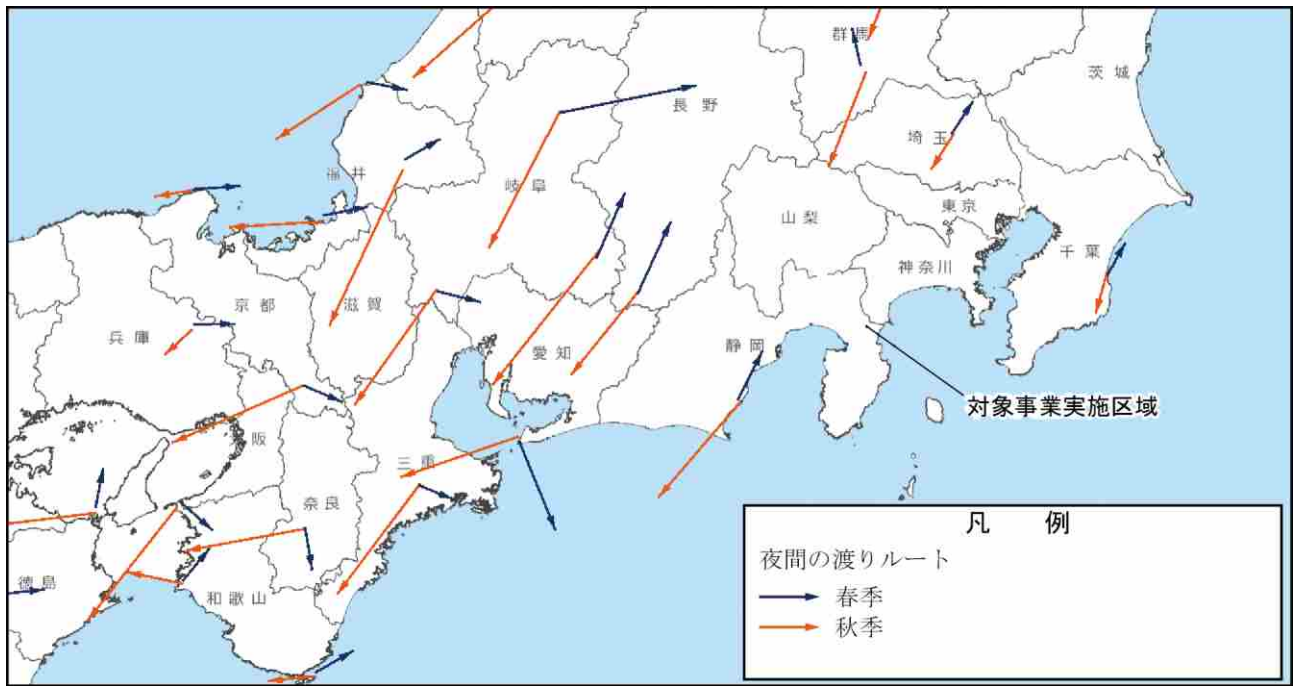 群馬
茨城
長野
埼玉
福井
岐阜
東京
山梨
千葉
神奈川
京都
滋賀
兵庫
愛知
静岡
対象事業実施区域
大阪
三重
奈良
徳島
和歌山
凡 例
夜間の渡りルート
春季
秋季